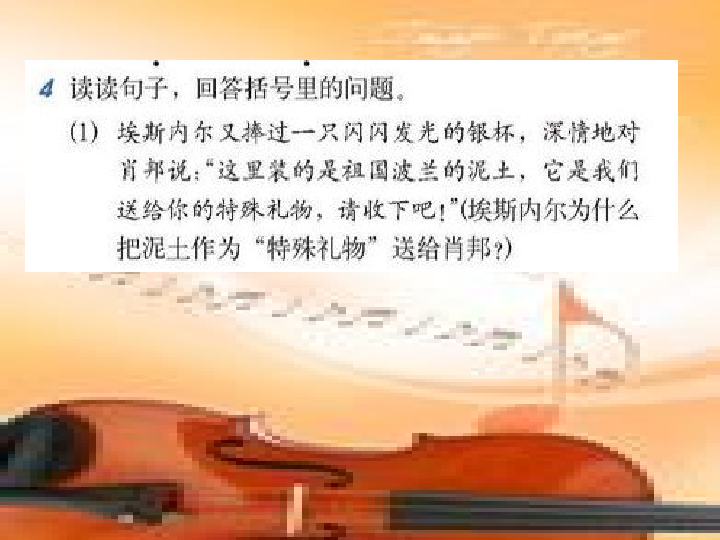 4 读读句子，回答括号里的问题。
(1) 埃斯内尔又捧过一只闪闪发光的银杯，深情地对
肖邦说：“这里装的是祖国波兰的泥土，它是我们
送给你的特殊礼物，请收下吧！”(埃斯内尔为什么
把泥土作为“特殊礼物”送给肖邦？)